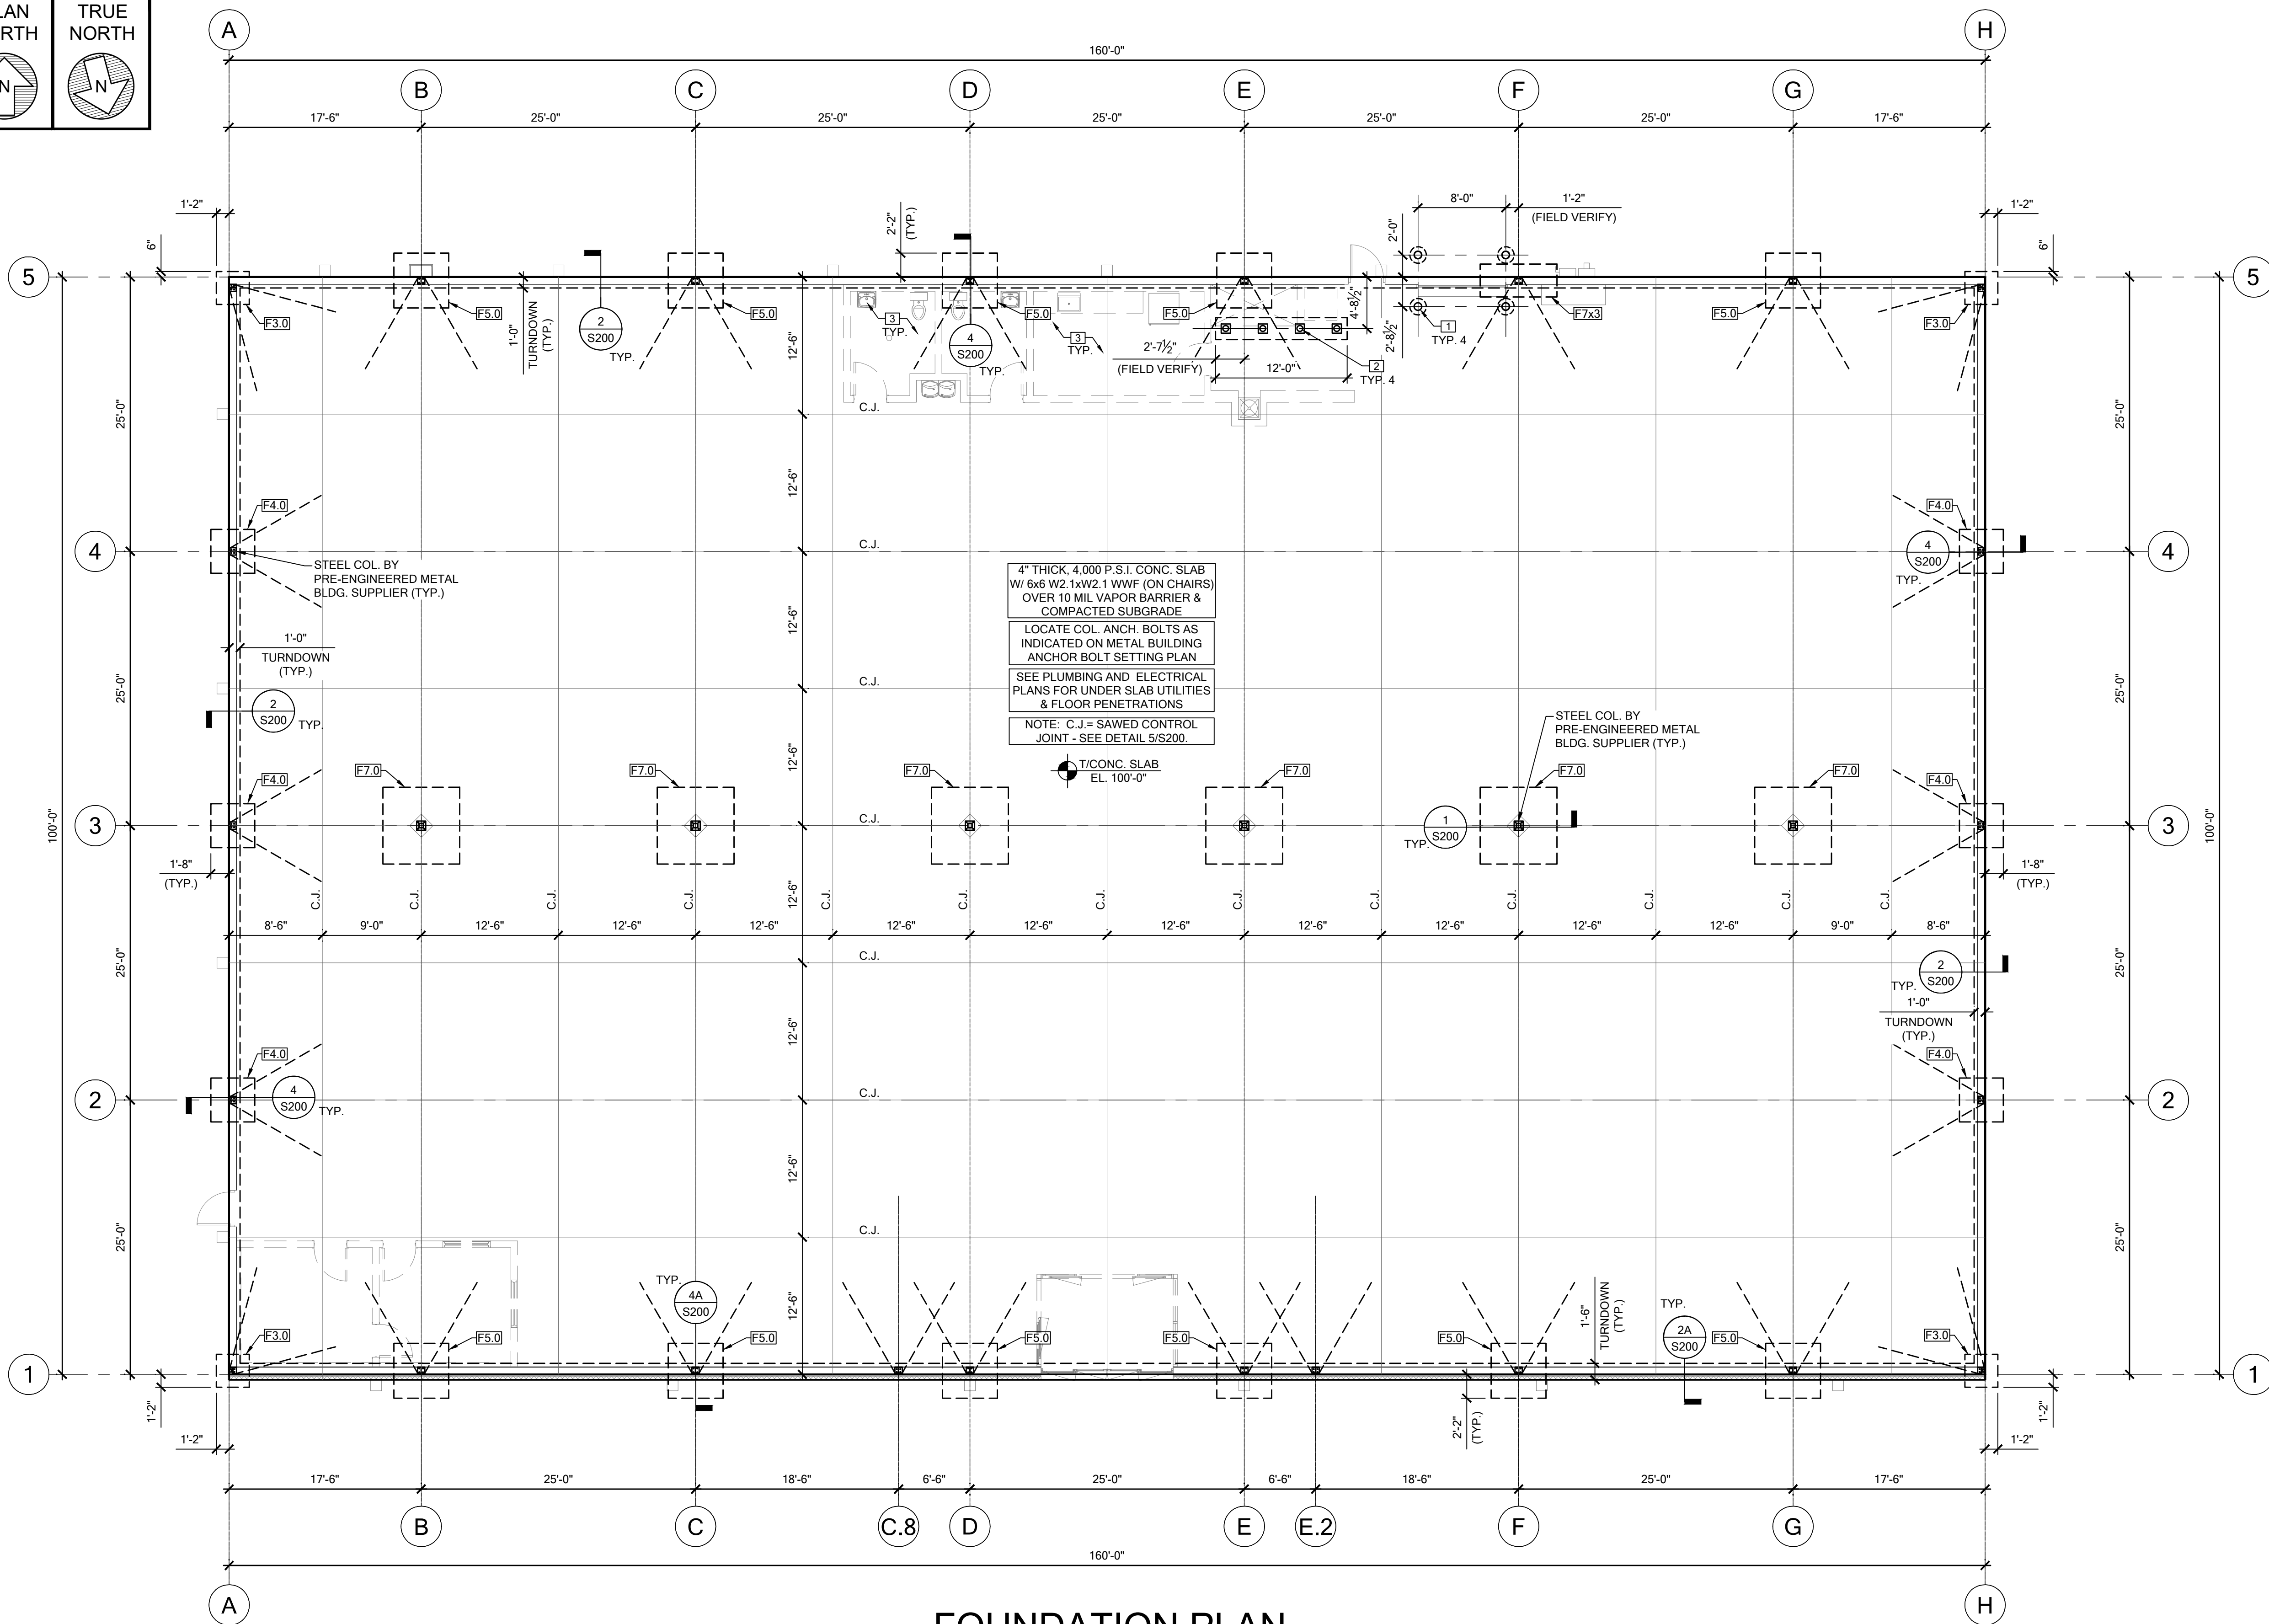 TRUE
NORTH
N
N
A
H
160'-0"
B
C
D
E
F
G
17'-6"
25'-0"
25'-0"
25'-0"
25'-0"
25'-0"
17'-6"
1'-2"
6"
2'-2"
(TYP.)
8'-0"
1'-2"
(FIELD VERIFY)
2'-0"
1'-2"
6"
5
5
F3.0
F5.0
1'-0"
TURNDOWN
(TYP.)
2
S200
TYP.
F5.0
12'-6"
3
TYP.
4
S200
TYP.
F5.0
3
TYP.
F5.0
2'-7½"
(FIELD VERIFY)
12'-0"
4'-8½"
2
TYP. 4
2'-8½"
1
TYP. 4
F7x3
F5.0
F3.0
25'-0"
C.J.
12'-6"
25'-0"
F4.0
F4.0
4
C.J.
4
S200
TYP.
4
STEEL COL. BY
PRE-ENGINEERED METAL
BLDG. SUPPLIER (TYP.)
12'-6"
4" THICK, 4,000 P.S.I. CONC. SLAB
W/ 6x6 W2.1xW2.1 WWF (ON CHAIRS)
OVER 10 MIL VAPOR BARRIER &
COMPACTED SUBGRADE
LOCATE COL. ANCH. BOLTS AS
INDICATED ON METAL BUILDING
ANCHOR BOLT SETTING PLAN
SEE PLUMBING AND ELECTRICAL
PLANS FOR UNDER SLAB UTILITIES
& FLOOR PENETRATIONS
NOTE: C.J.= SAWED CONTROL
JOINT - SEE DETAIL 5/S200.
T/CONC. SLAB
EL. 100'-0"
1'-0"
TURNDOWN
(TYP.)
25'-0"
C.J.
25'-0"
2
S200
TYP.
12'-6"
STEEL COL. BY
PRE-ENGINEERED METAL
BLDG. SUPPLIER (TYP.)
F4.0
F7.0
F7.0
F7.0
F7.0
F7.0
F7.0
F4.0
100'-0"
3
C.J.
1
S200
TYP.
3
100'-0"
1'-8"
(TYP.)
12'-6"
1'-8"
(TYP.)
C.J.
C.J.
C.J.
C.J.
C.J.
C.J.
C.J.
C.J.
C.J.
C.J.
C.J.
C.J.
C.J.
8'-6"
9'-0"
12'-6"
12'-6"
12'-6"
12'-6"
12'-6"
12'-6"
12'-6"
12'-6"
12'-6"
12'-6"
9'-0"
8'-6"
25'-0"
C.J.
25'-0"
2
S200
TYP.
1'-0"
TURNDOWN
(TYP.)
12'-6"
F4.0
F4.0
2
4
S200
TYP.
C.J.
2
12'-6"
25'-0"
C.J.
25'-0"
TYP.
4A
S200
12'-6"
1'-6"
TURNDOWN
(TYP.)
TYP.
2A
S200
F3.0
F5.0
F5.0
F5.0
F5.0
F5.0
F5.0
F3.0
1
1
1'-2"
1'-2"
2'-2"
(TYP.)
1'-2"
1'-2"
17'-6"
25'-0"
18'-6"
6'-6"
25'-0"
6'-6"
18'-6"
25'-0"
17'-6"
B
C
C.8
D
E
E.2
F
G
160'-0"
A
H
FOUNDATION PLAN